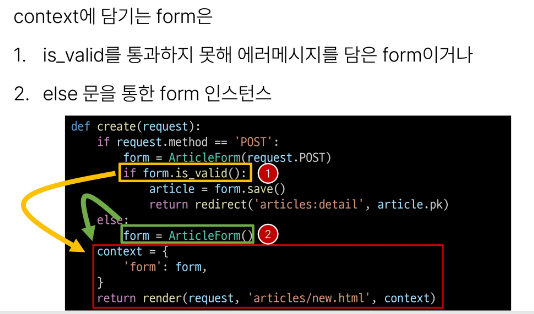 context에 담기는 form은
1. is_valid를 통과하지 못해 에러메시지를 담은 form이거나
2. else 문을 통한 form 인스턴스
def create(request):
    if request.method == 'POST':
        form = ArticleForm(request.POST)
        if form.is_valid(): 1
            article = form.save()
            return redirect('articles:detail', article.pk)
    else:
        form = ArticleForm() 2
    context = {
        'form': form,
    }
    return render(request, 'articles/new.html', context)